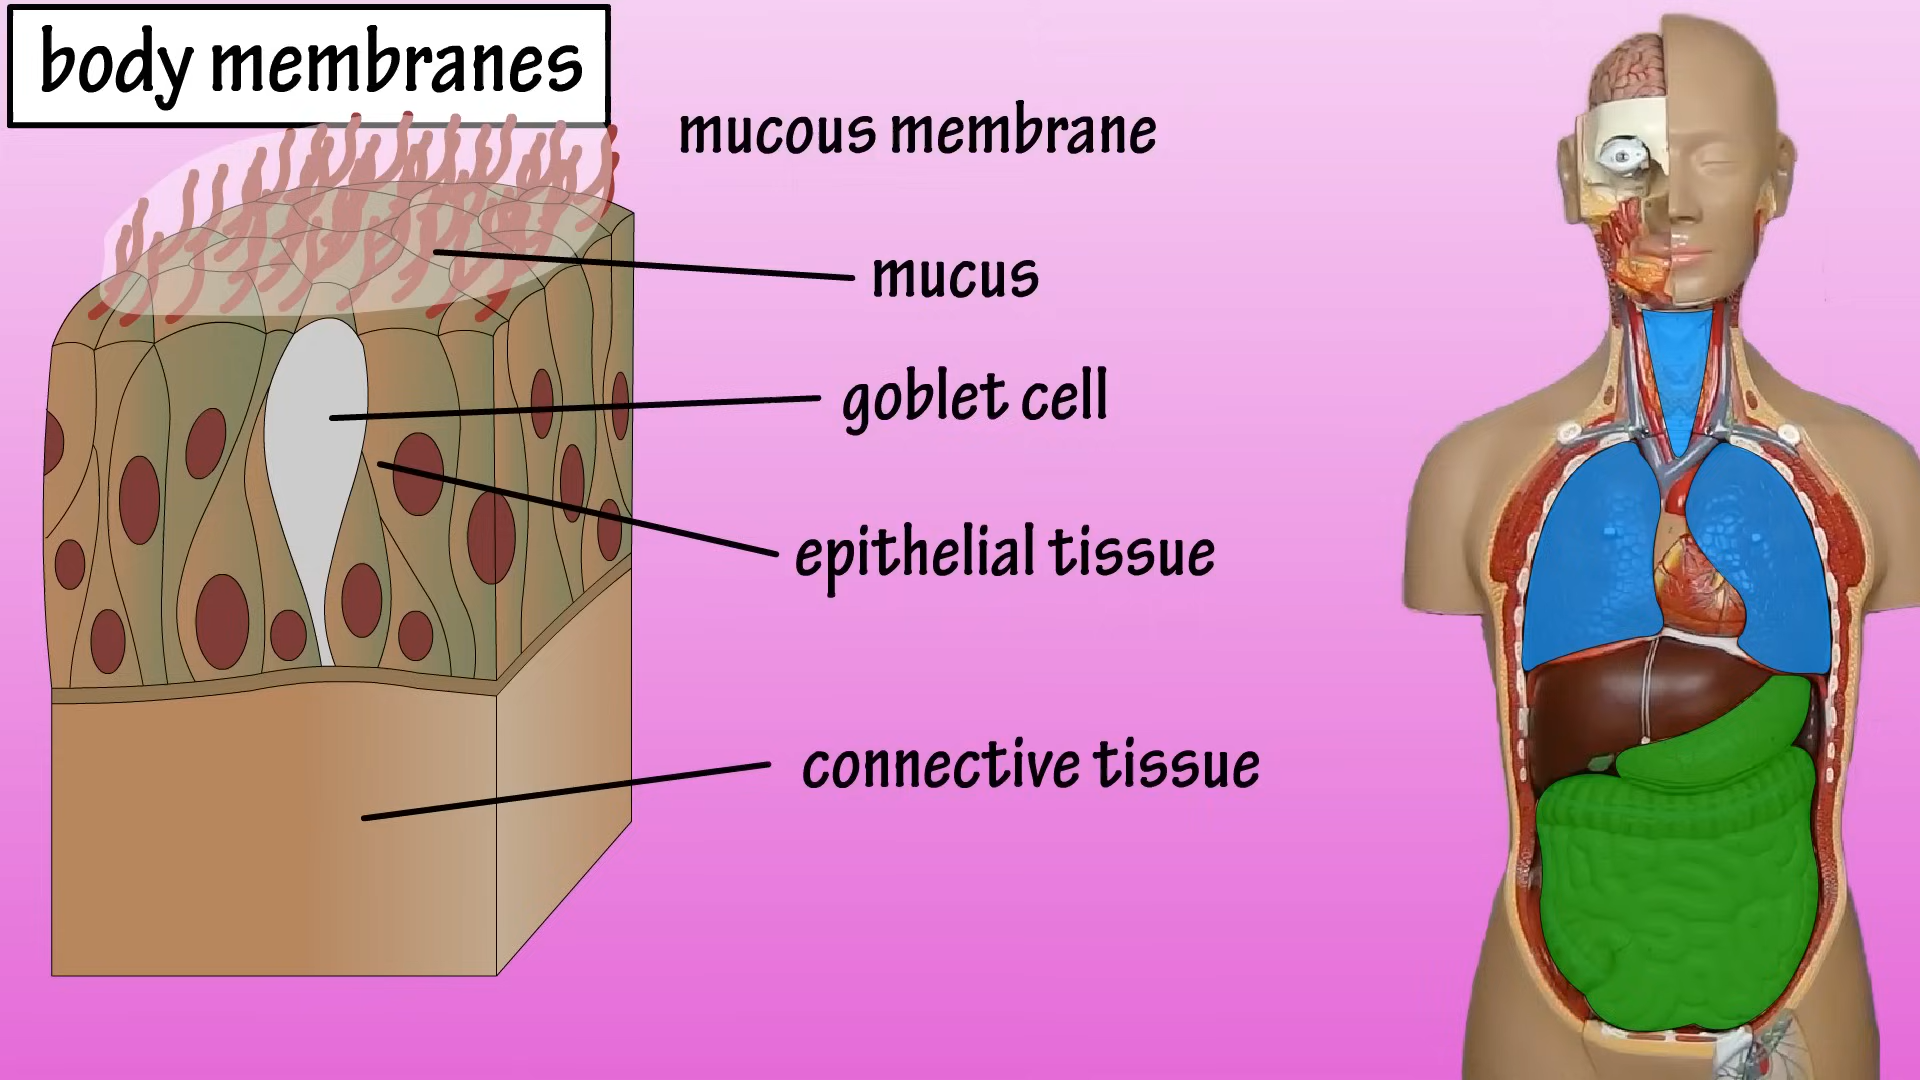 body membranes
mucous membrane
mucus
goblet cell
epithelial tissue
connective tissue